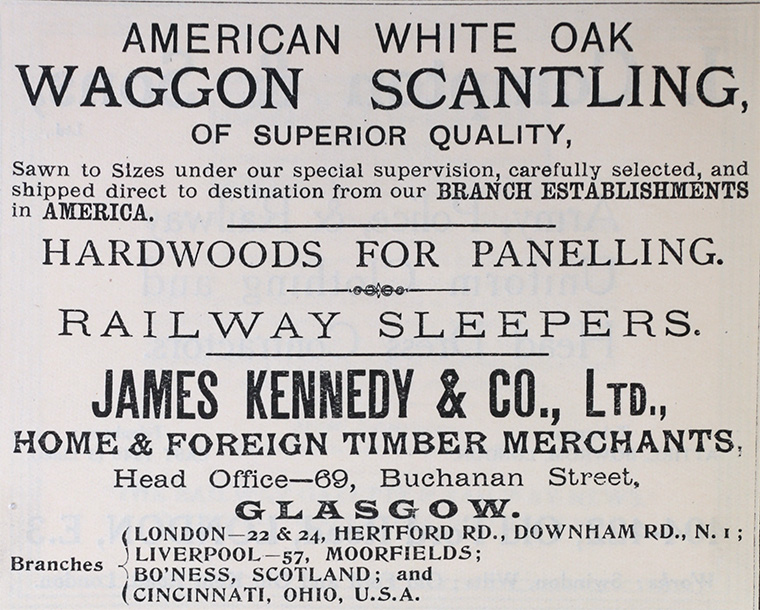 AMERICAN WHITE OAK
WAGGON SCANTLING,
OF SUPERIOR QUALITY,
Sawn to Sizes under our special supervision, carefully selected, and
shipped direct to destination from our BRANCH ESTABLISHMENTS
in AMERICA.
HARDWOODS FOR PANELLING.
RAILWAY SLEEPERS.
JAMES KENNEDY & CO., LTD.,
HOME & FOREIGN TIMBER MERCHANTS,
Head Office—69, Buchanan Street,
GLASGOW.
Branches
LONDON—22 & 24, HERTFORD RD., DOWNHAM RD., N. 1;
LIVERPOOL—57, MOORFIELDS;
BO'NESS, SCOTLAND; and
CINCINNATI, OHIO, U.S.A.